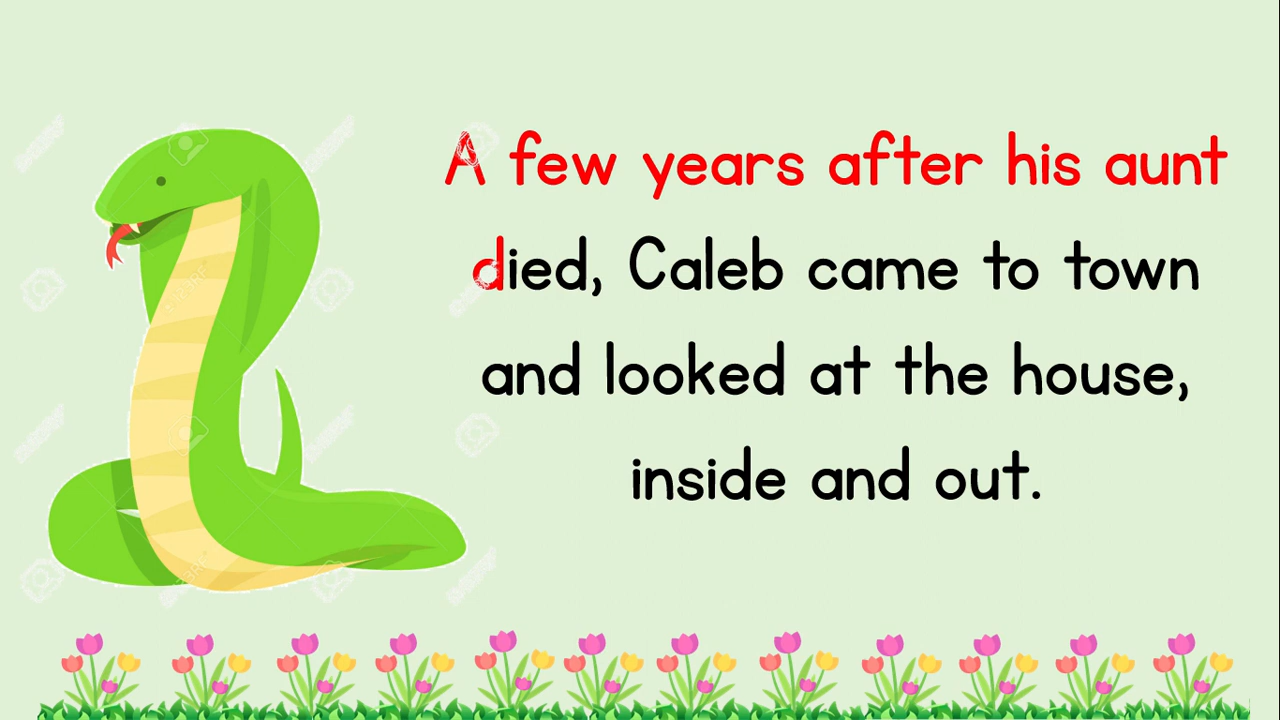 A few years after his aunt
died, Caleb came to town
and looked at the house,
inside and out.